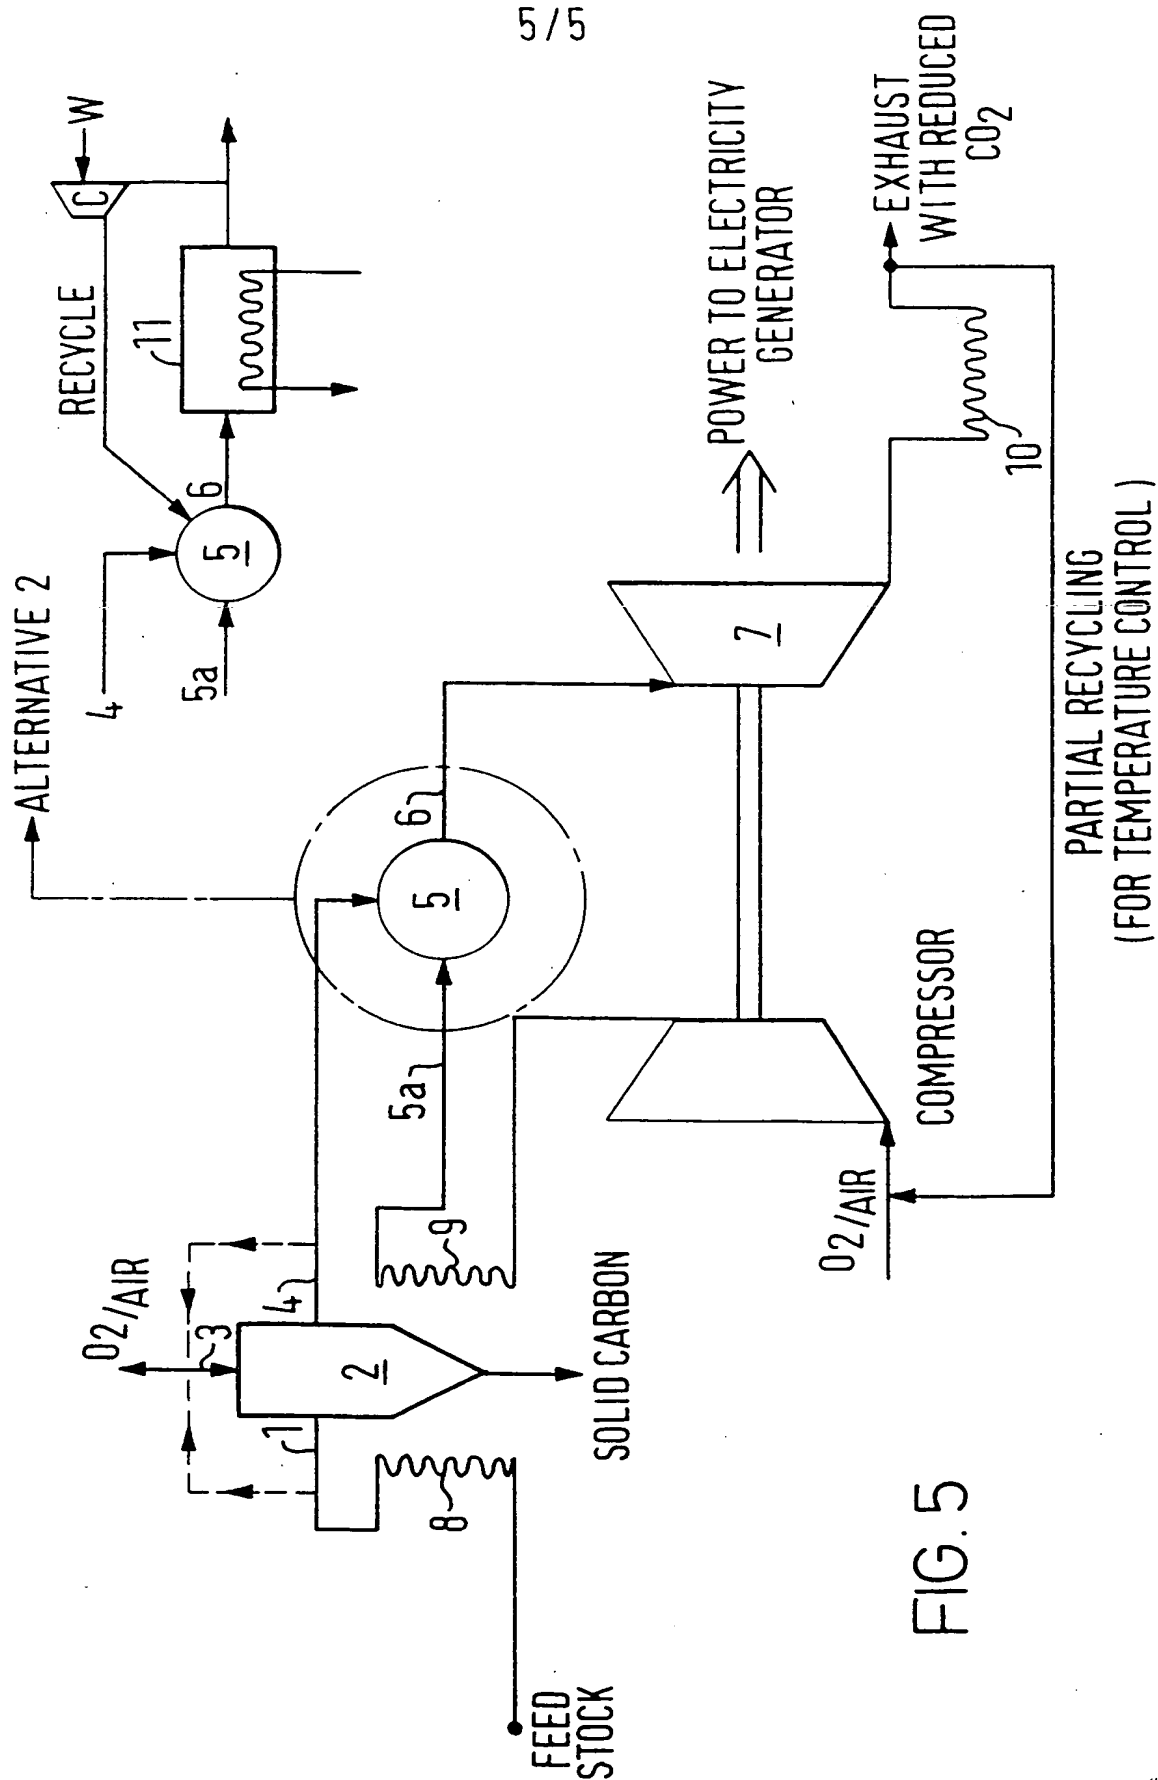 5/5
ALTERNATIVE 2
4
5a
5
6
RECYCLE
11
C
W
O2/AIR
3
1
2
4
8
9
5a
5
6
FEED
STOCK
SOLID CARBON
O2/AIR
COMPRESSOR
7
POWER TO ELECTRICITY
GENERATOR
10
EXHAUST
WITH REDUCED
CO2
PARTIAL RECYCLING
(FOR TEMPERATURE CONTROL)
FIG. 5